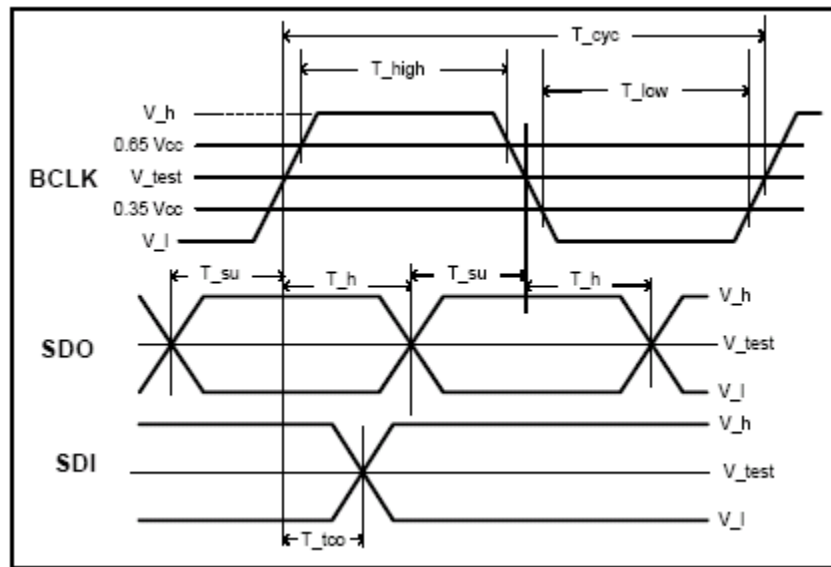 T_cyc
T_high
T_low
V_h
0.65 Vcc
BCLK
V_test
0.35 Vcc
V_l
T_su
T_h
T_su
T_h
V_h
SDO
V_test
V_l
V_h
SDI
V_test
V_l
T_tco